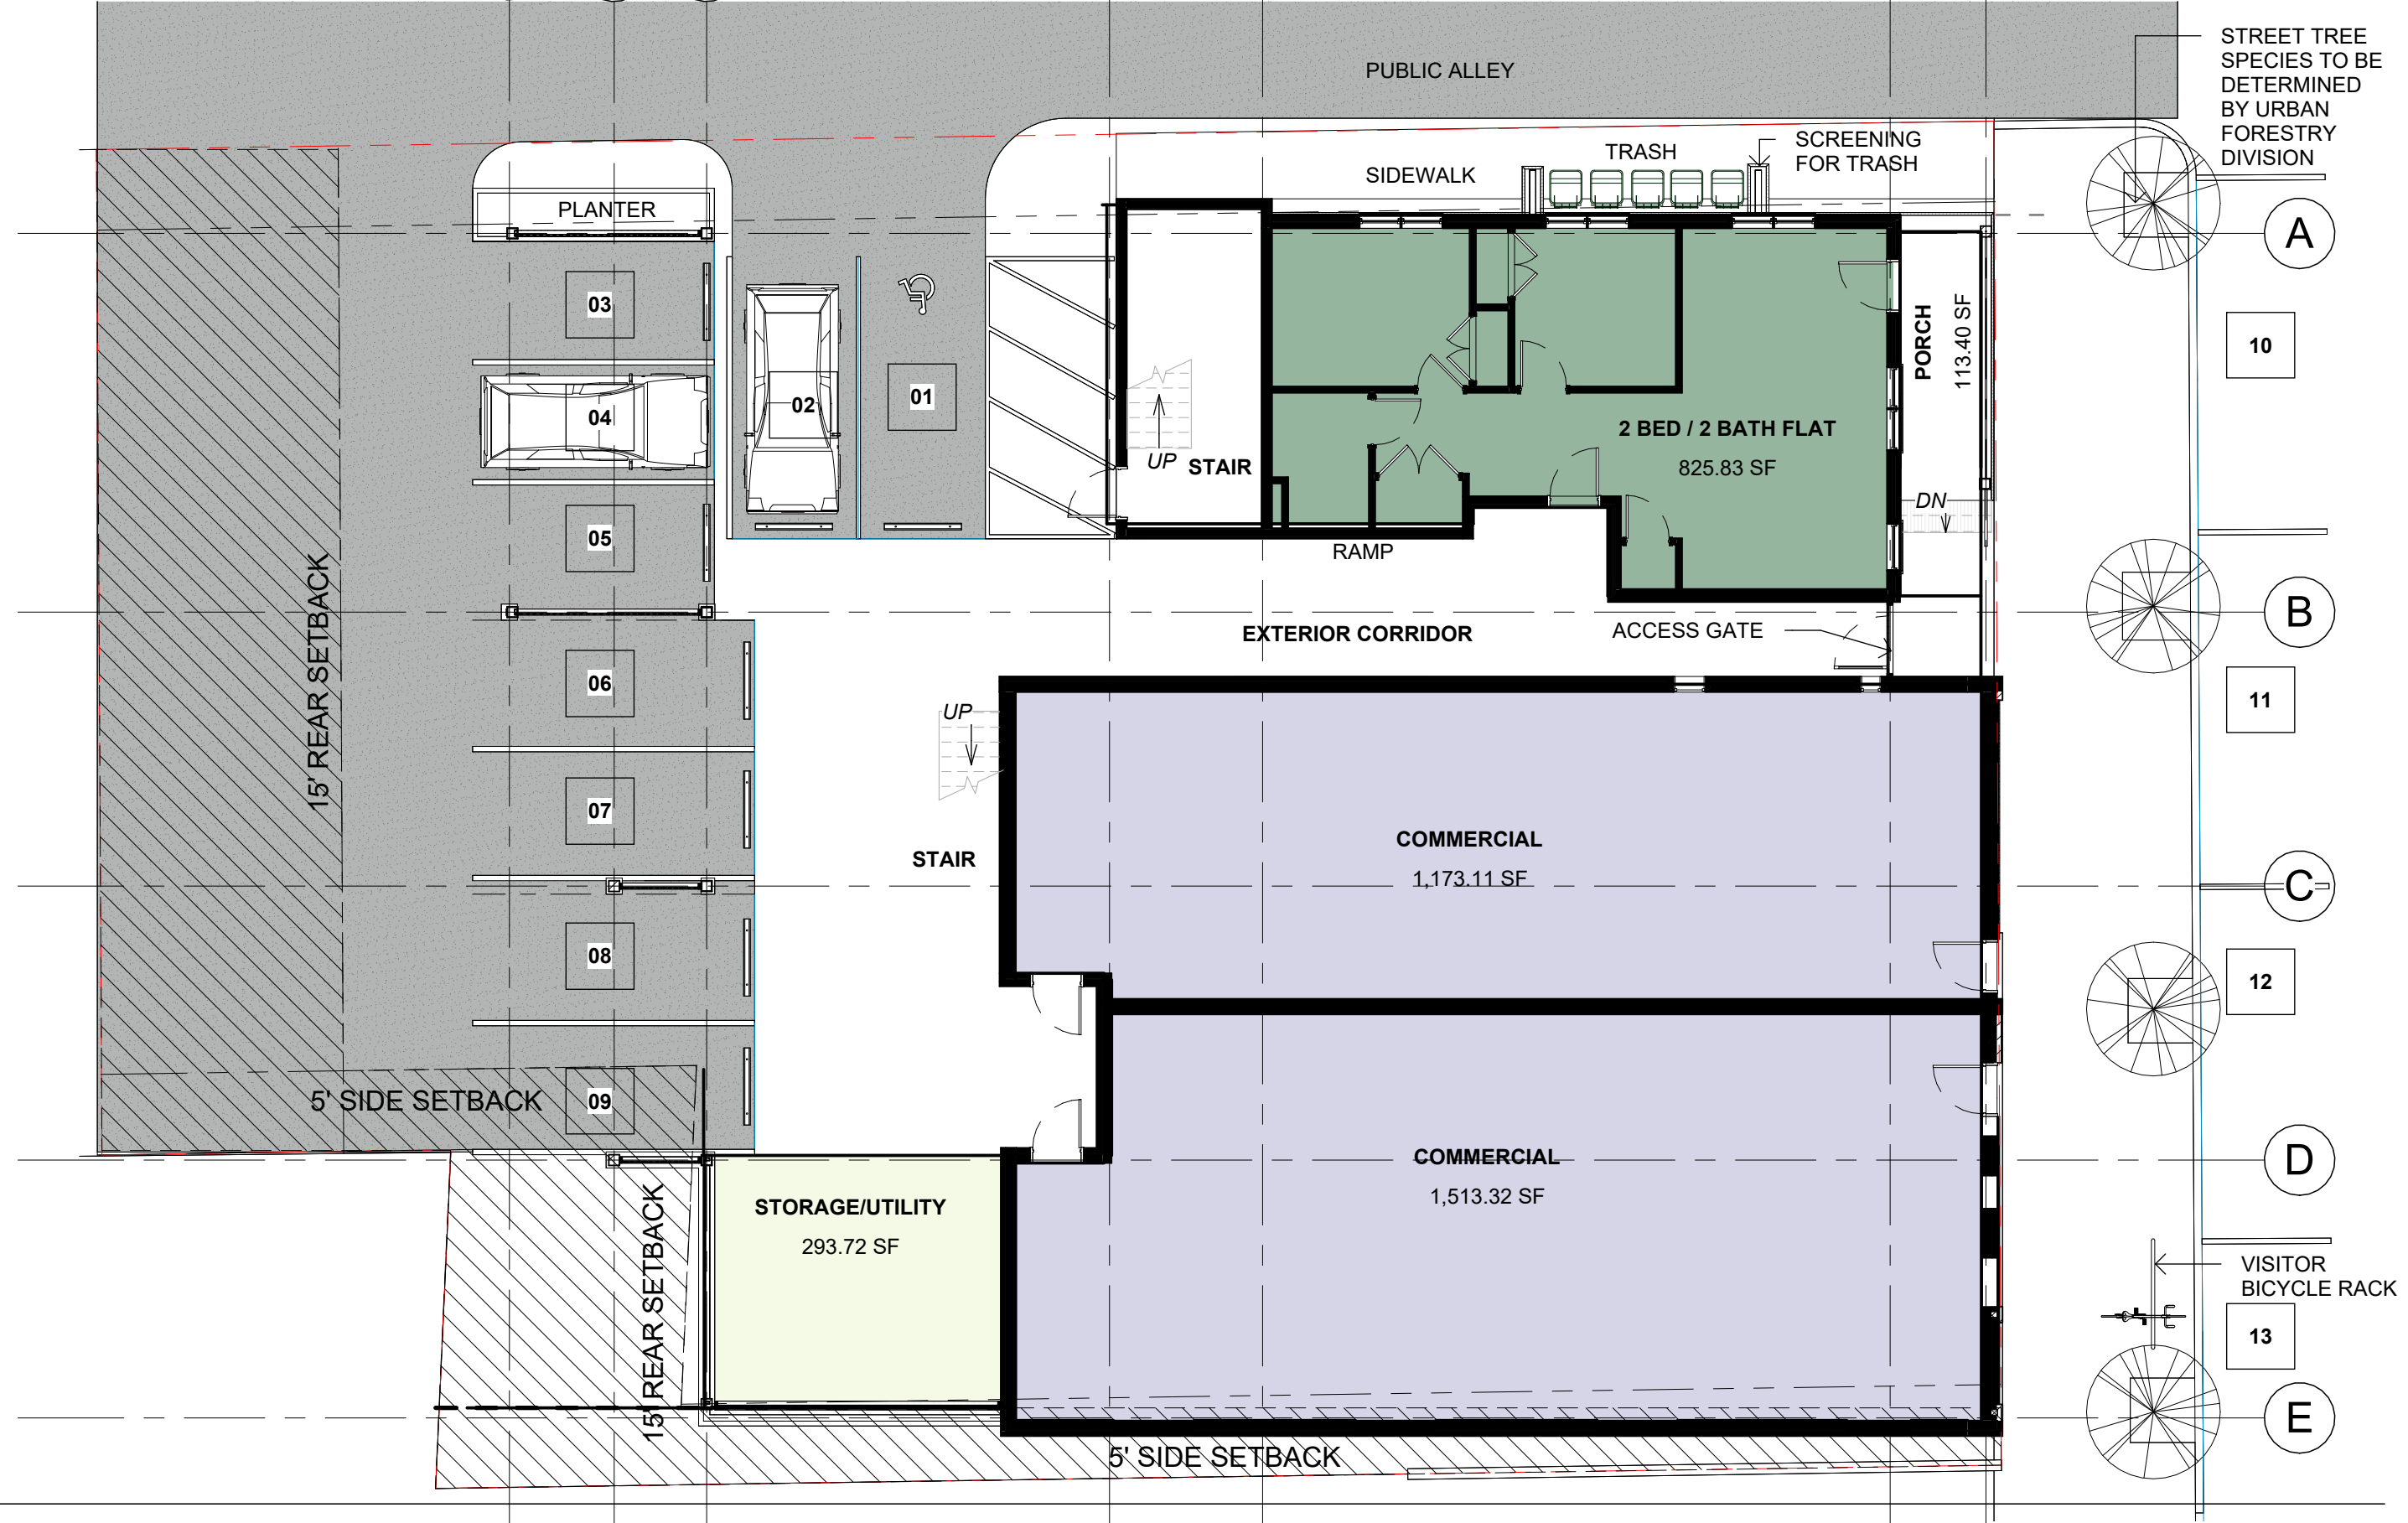 PUBLIC ALLEY
STREET TREE
SPECIES TO BE
DETERMINED
BY URBAN
FORESTRY
DIVISION
SCREENING
FOR TRASH
TRASH
SIDEWALK
PLANTER
A
03
PORCH
113.40 SF
10
01
02
04
2 BED / 2 BATH FLAT
825.83 SF
UP
STAIR
DN
05
RAMP
15' REAR SETBACK
B
EXTERIOR CORRIDOR
ACCESS GATE
06
11
UP
07
COMMERCIAL
1,173.11 SF
STAIR
C
08
12
5' SIDE SETBACK
09
COMMERCIAL
1,513.32 SF
D
STORAGE/UTILITY
293.72 SF
15' REAR SETBACK
VISITOR
BICYCLE RACK
13
E
5' SIDE SETBACK